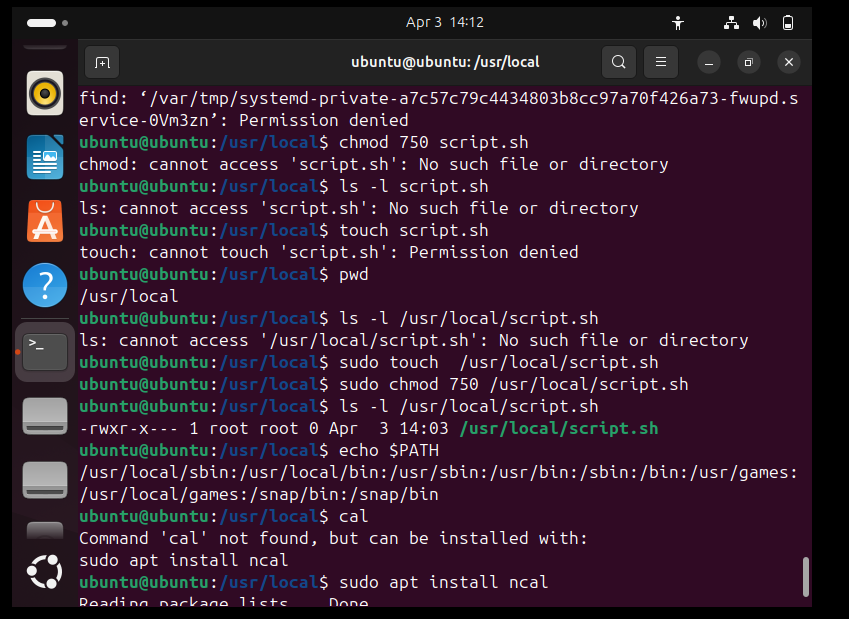 Apr 3 14:12
ubuntu@ubuntu: /usr/local
find: ‘/var/tmp/systemd-private-a7c57c79c4434803b8cc97a70f426a73-fwupd.s
ervice-0Vm3zn’: Permission denied
ubuntu@ubuntu:/usr/local$ chmod 750 script.sh
chmod: cannot access 'script.sh': No such file or directory
ubuntu@ubuntu:/usr/local$ ls -l script.sh
ls: cannot access 'script.sh': No such file or directory
ubuntu@ubuntu:/usr/local$ touch script.sh
touch: cannot touch 'script.sh': Permission denied
ubuntu@ubuntu:/usr/local$ pwd
/usr/local
ubuntu@ubuntu:/usr/local$ ls -l /usr/local/script.sh
ls: cannot access '/usr/local/script.sh': No such file or directory
ubuntu@ubuntu:/usr/local$ sudo touch  /usr/local/script.sh
ubuntu@ubuntu:/usr/local$ sudo chmod 750 /usr/local/script.sh
ubuntu@ubuntu:/usr/local$ ls -l /usr/local/script.sh
-rwxr-x--- 1 root root 0 Apr  3 14:03 /usr/local/script.sh
ubuntu@ubuntu:/usr/local$ echo $PATH
/usr/local/sbin:/usr/local/bin:/usr/sbin:/usr/bin:/sbin:/bin:/usr/games:
/usr/local/games:/snap/bin:/snap/bin
ubuntu@ubuntu:/usr/local$ cal
Command 'cal' not found, but can be installed with:
sudo apt install ncal
ubuntu@ubuntu:/usr/local$ sudo apt install ncal
Reading package lists... Done